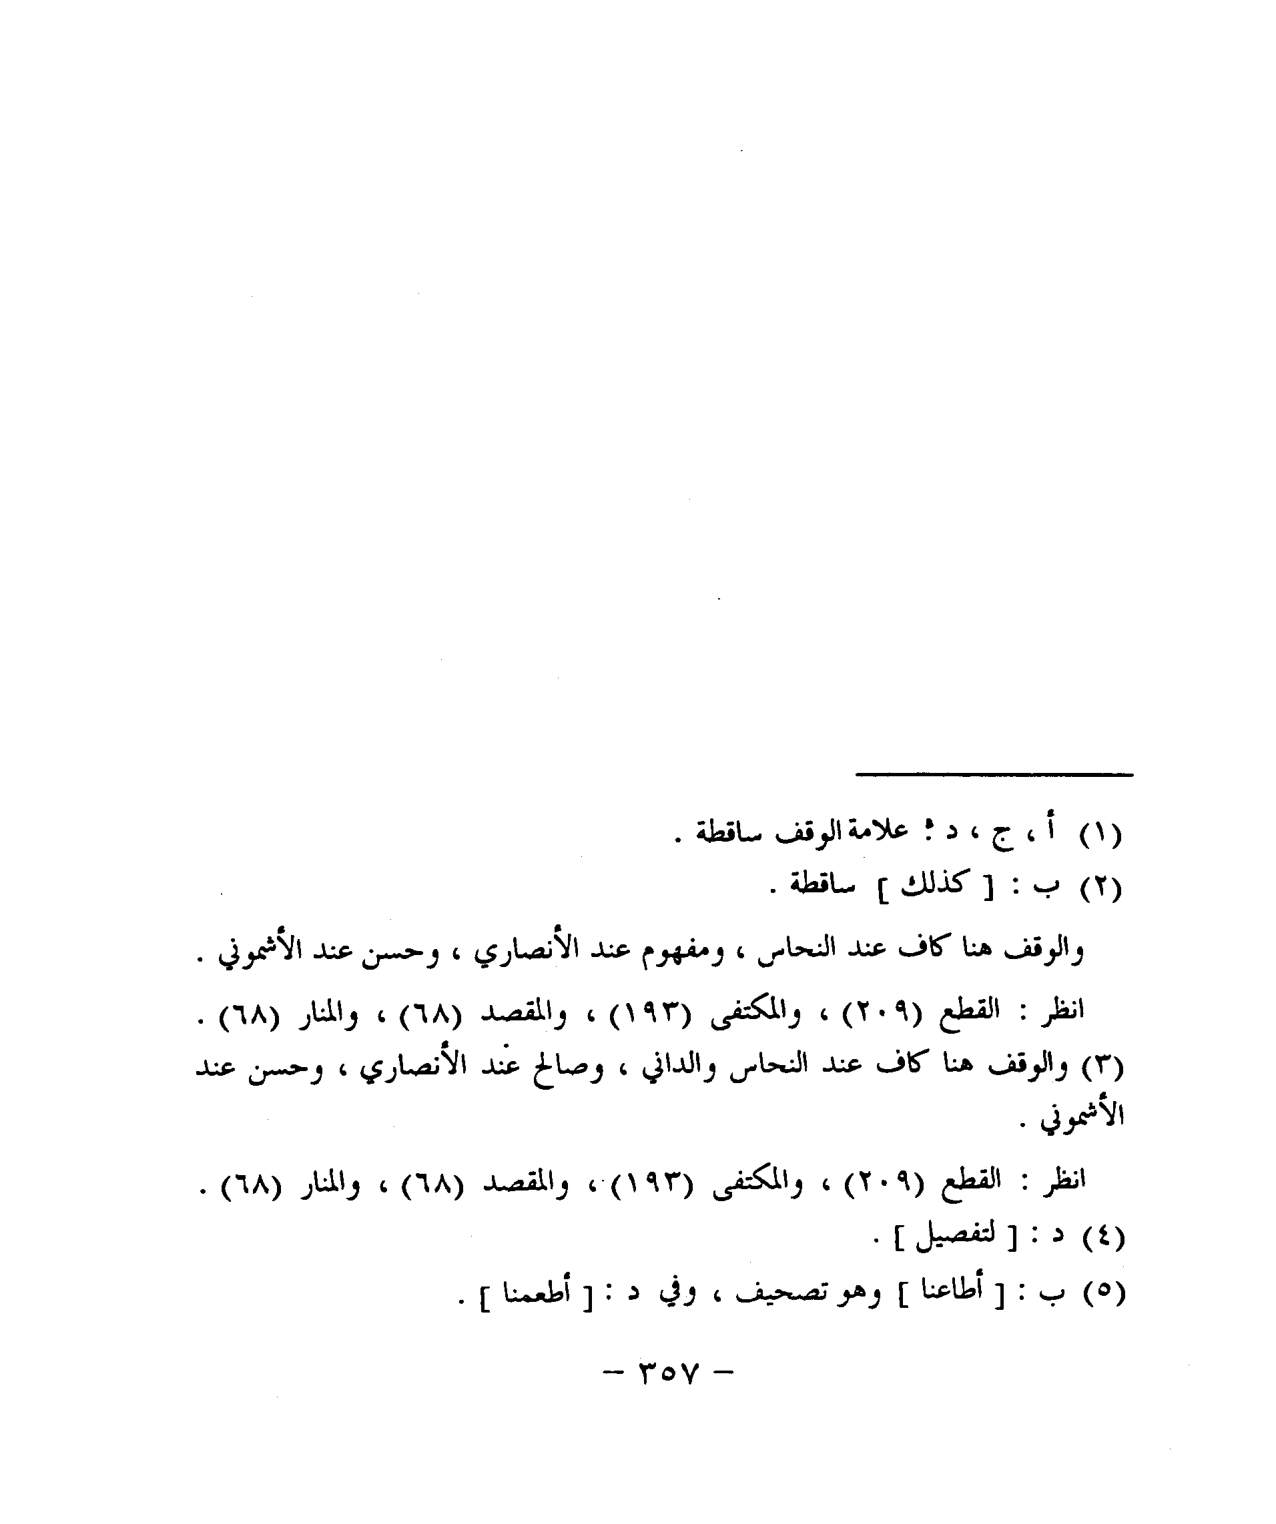 (١) أ ، ج ، د : علامة الوقف ساقطة .
(٢) ب : [ كذلك ] ساقطة .
والوقف هنا كاف عند النحاس ، ومفهوم عند الأنصاري ، وحسن عند الأشموني .
انظر : القطع (٢٠٩) ، والمكتفى (١٩٣) ، والمقصد (٦٨) ، والمنار (٦٨) .
(٣) والوقف هنا كاف عند النحاس والداني ، وصالح عند الأنصاري ، وحسن عند
الأشموني .
انظر : القطع (٢٠٩) ، والمكتفى (١٩٣) ، والمقصد (٦٨) ، والمنار (٦٨) .
(٤) د : [ لتفصيل ] .
(٥) ب : [ أطاعنا ] وهو تصحيف ، وفي د : [ أطعمنا ] .
– ٣٥٧ –